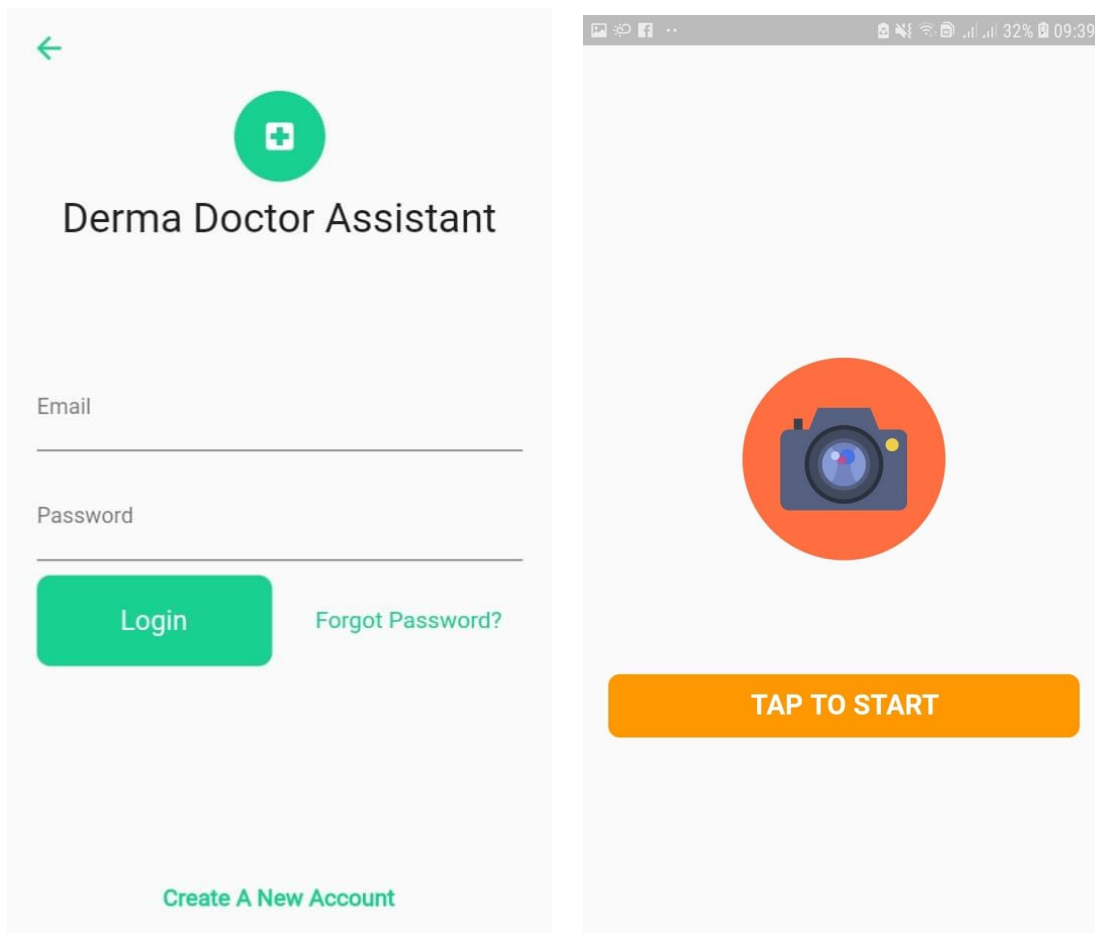 Derma Doctor Assistant
Email
Password
Login
Forgot Password?
Create A New Account
32% 09:39
TAP TO START